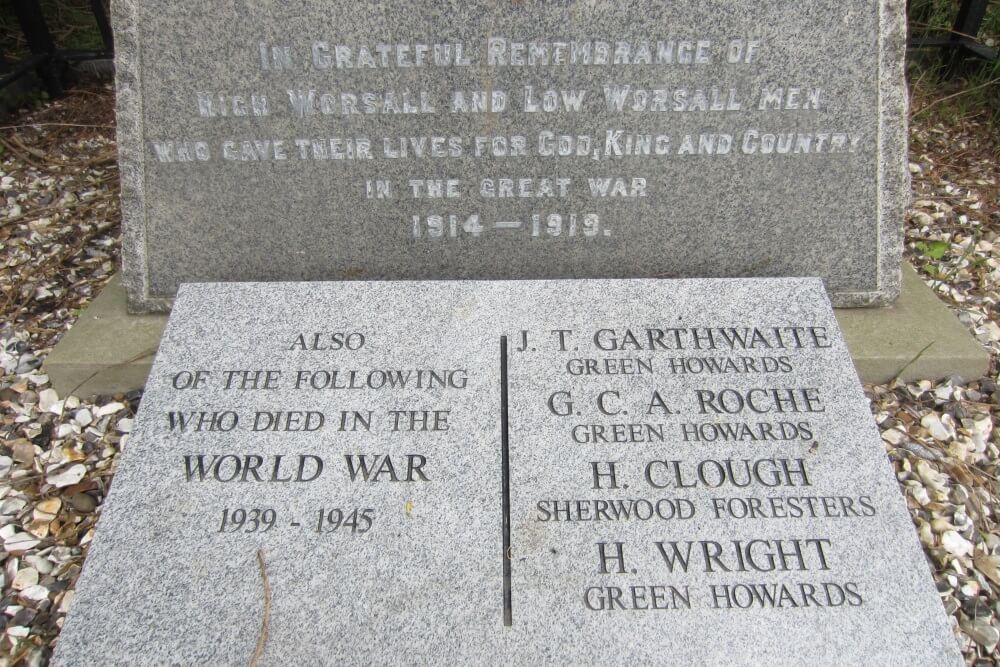 IN GRATEFUL REMEMBRANCE OF
HIGH WORSALL AND LOW WORSALL MEN
WHO GAVE THEIR LIVES FOR GOD, KING AND COUNTRY
IN THE GREAT WAR
1914 – 1919.
ALSO
OF THE FOLLOWING
WHO DIED IN THE
WORLD WAR
1939 - 1945
J. T. GARTHWAITE
GREEN HOWARDS
G. C. A. ROCHE
GREEN HOWARDS
H. CLOUGH
SHERWOOD FORESTERS
H. WRIGHT
GREEN HOWARDS